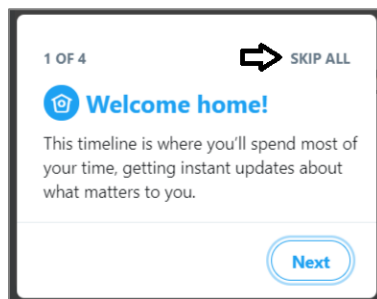 1 OF 4 SKIP ALL
Welcome home!
This timeline is where you'll spend most of
your time, getting instant updates about
what matters to you.
Next